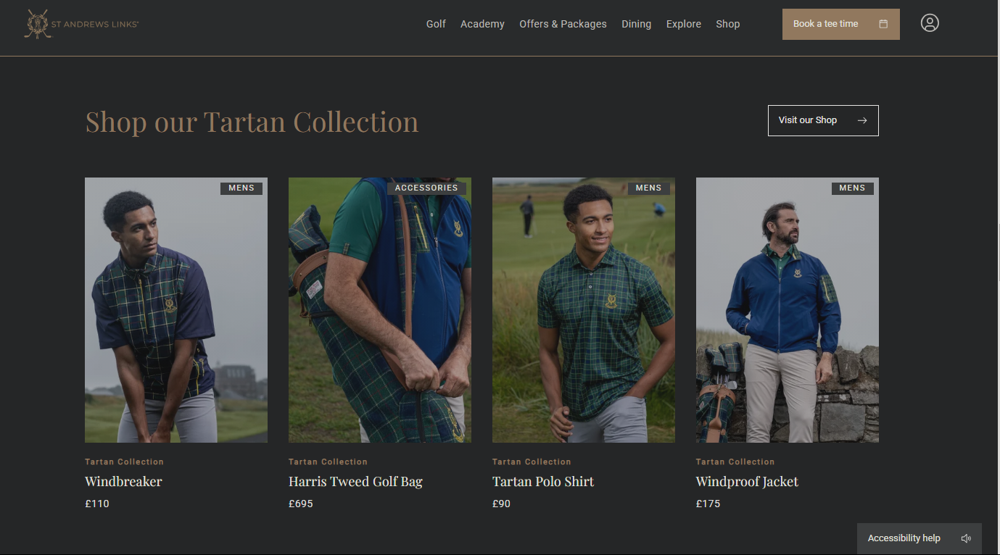 ST ANDREWS LINKS
Golf
Academy
Offers & Packages
Dining
Explore
Shop
Book a tee time
Shop our Tartan Collection
Visit our Shop
MENS
ACCESSORIES
MENS
MENS
Tartan Collection
Windbreaker
£110
Tartan Collection
Harris Tweed Golf Bag
£695
Tartan Collection
Tartan Polo Shirt
£90
Tartan Collection
Windproof Jacket
£175
Accessibility help